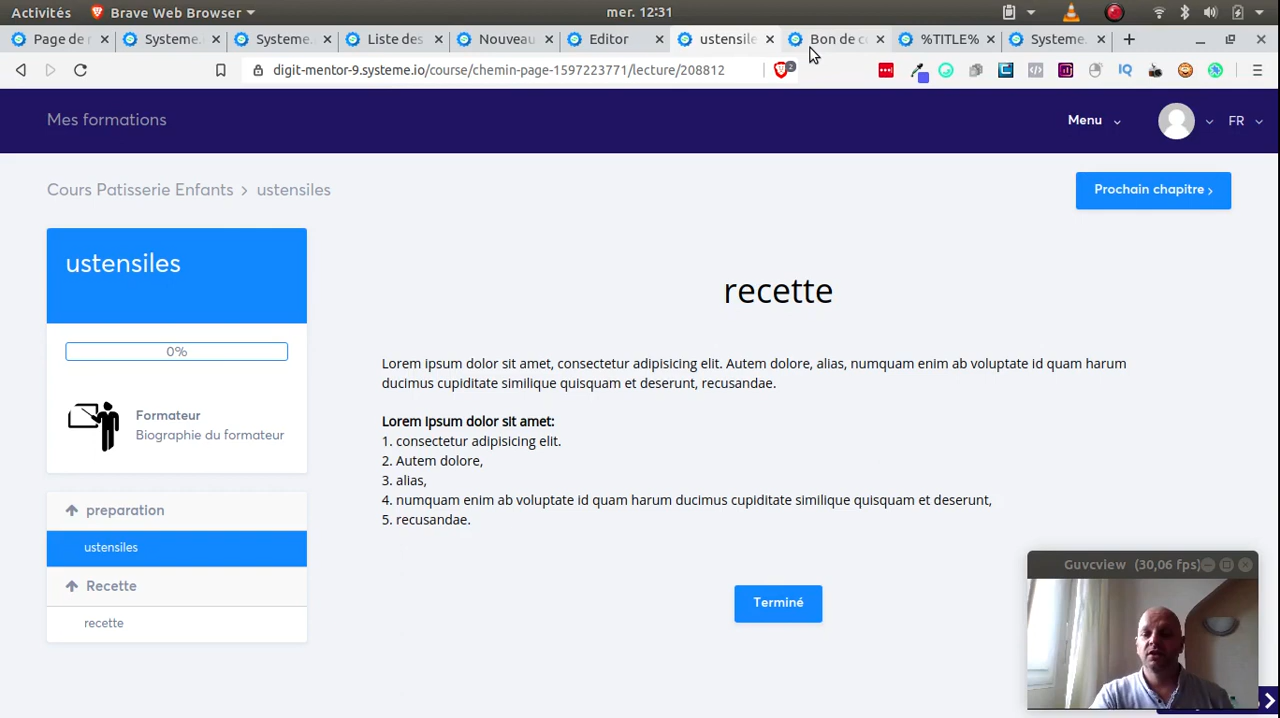 Activités Brave Web Browser mer. 12:31
Page de Systeme. Systeme. Liste des Nouveau Editor ustensile Bon de %TITLE% Systeme.
digit-mentor-9.systeme.io/course/chemin-page-1597223771/lecture/208812 2 IQ
Mes formations Menu FR
Cours Patisserie Enfants > ustensiles Prochain chapitre >
ustensiles
0%
Formateur
Biographie du formateur
preparation
ustensiles
Recette
recette
recette
Lorem ipsum dolor sit amet, consectetur adipisicing elit. Autem dolore, alias, numquam enim ab voluptate id quam harum
ducimus cupiditate similique quisquam et deserunt, recusandae.
Lorem ipsum dolor sit amet:
1. consectetur adipisicing elit.
2. Autem dolore,
3. alias,
4. numquam enim ab voluptate id quam harum ducimus cupiditate similique quisquam et deserunt,
5. recusandae.
Terminé
Guvcview (30,06 fps)